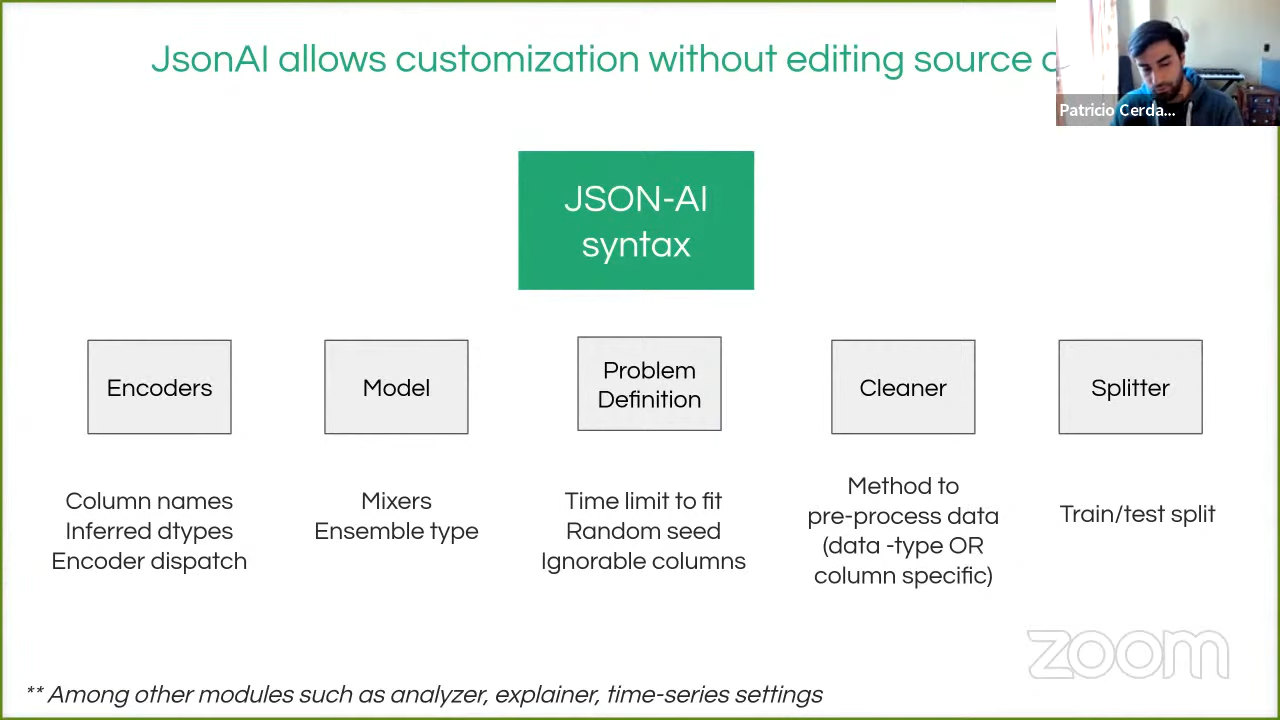 JsonAI allows customization without editing source
Patricio Cerda...
JSON-AI
syntax
Encoders
Model
Problem
Definition
Cleaner
Splitter
Column names
Inferred dtypes
Encoder dispatch
Mixers
Ensemble type
Time limit to fit
Random seed
Ignorable columns
Method to
pre-process data
(data -type OR
column specific)
Train/test split
zoom
** Among other modules such as analyzer, explainer, time-series settings